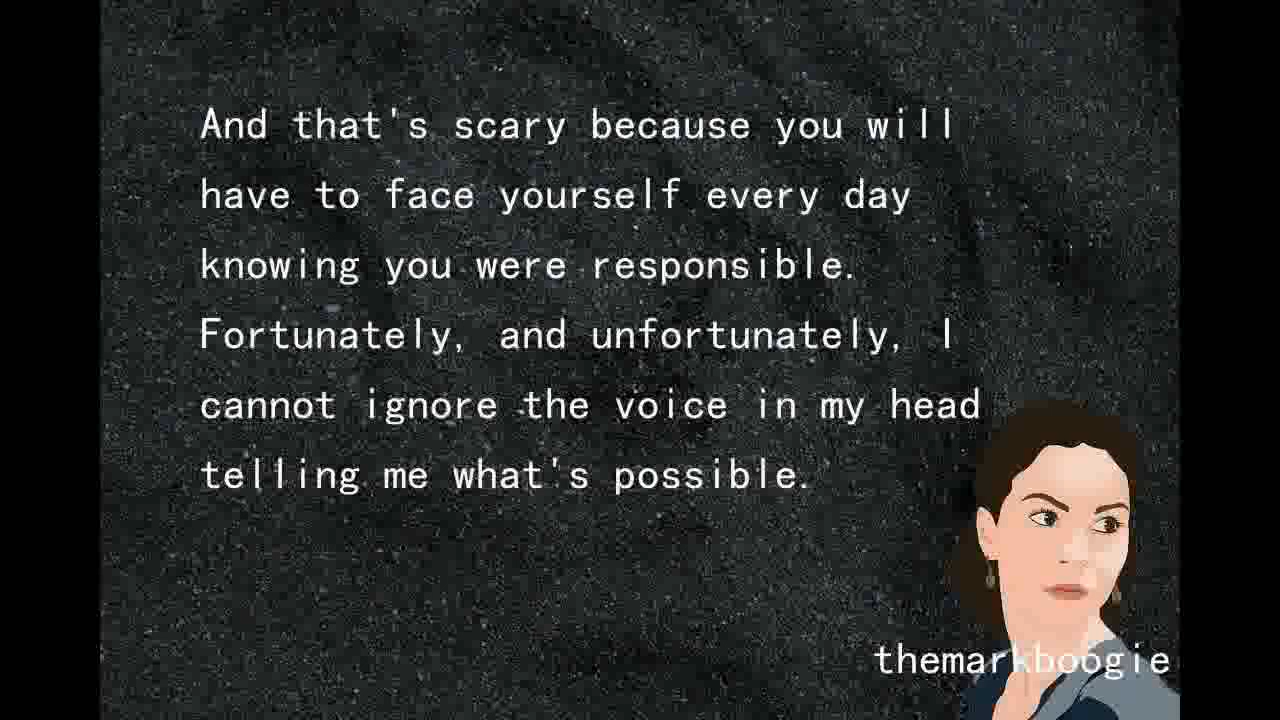 And that's scary because you will
have to face yourself every day
knowing you were responsible.
Fortunately, and unfortunately, I
cannot ignore the voice in my head
telling me what's possible.
themarkboogie